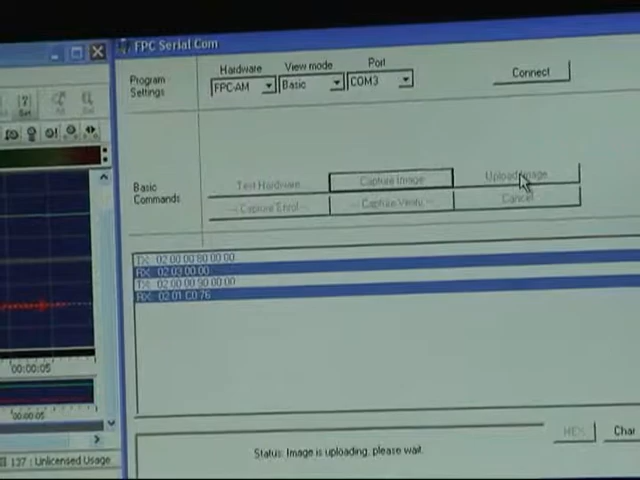 FPC Serial Com
Program Settings
Hardware
View mode
Port
FPC-AM
Basic
COM3
Connect
Basic Commands
Test Hardware
Capture Image
Upload Image
-- Capture Enrol --
-- Capture Verify --
Cancel
TX: 02 00 00 80 00 00
RX: 02 03 00 00
TX: 02 00 00 90 00 00
RX: 02 01 C0 76
HEX
Char
Status: Image is uploading, please wait.
00:00:05
00:00:05
137 : Unlicensed Usage